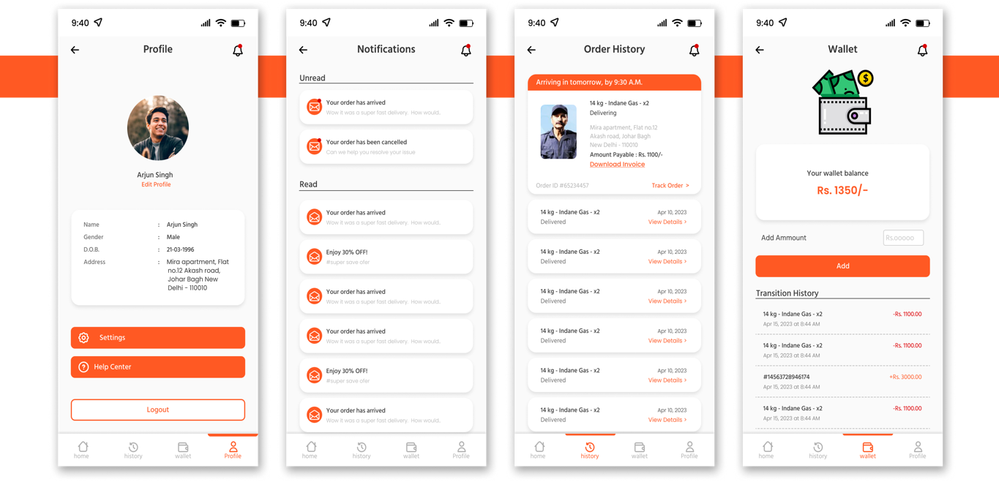 9:40
Profile
Arjun Singh
Edit Profile
Name : Arjun Singh
Gender : Male
D.O.B. : 21-03-1996
Address : Mira apartment, Flat
no.12 Akash road,
Johar Bagh New
Delhi - 110010
Settings
Help Center
Logout
home history wallet Profile
9:40
Notifications
Unread
Your order has arrived
Wow it was a super fast delivery. How would..
Your order has been cancelled
Can we help you resolve your issue
Read
Your order has arrived
Wow it was a super fast delivery. How would..
Enjoy 30% OFF!
#super save ofer
Your order has arrived
Wow it was a super fast delivery. How would..
Your order has arrived
Wow it was a super fast delivery. How would..
Enjoy 30% OFF!
#super save ofer
Your order has arrived
Wow it was a super fast delivery. How would..
home history wallet Profile
9:40
Order History
Arriving in tomorrow, by 9:30 A.M.
14 kg - Indane Gas - x2
Delivering
Mira apartment, Flat no.12
Akash road, Johar Bagh
New Delhi - 110010
Amount Payable : Rs. 1100/-
Download Invoice
Order ID #65234457 Track Order >
14 kg - Indane Gas - x2 Apr 10, 2023
Delivered View Details >
14 kg - Indane Gas - x2 Apr 10, 2023
Delivered View Details >
14 kg - Indane Gas - x2 Apr 10, 2023
Delivered View Details >
14 kg - Indane Gas - x2 Apr 10, 2023
Delivered View Details >
14 kg - Indane Gas - x2 Apr 10, 2023
Delivered View Details >
14 kg - Indane Gas - x2 Apr 10, 2023
Delivered View Details >
home history wallet Profile
9:40
Wallet
$
Your wallet balance
Rs. 1350/-
Add Ammount Rs.ooooo
Add
Transition History
14 kg - Indane Gas - x2 -Rs. 1100.00
Apr 15, 2023 at 8:44 AM
14 kg - Indane Gas - x2 -Rs. 1100.00
Apr 15, 2023 at 8:44 AM
#14563728946174 +Rs. 3000.00
Apr 15, 2023 at 8:44 AM
14 kg - Indane Gas - x2 -Rs. 1100.00
Apr 15, 2023 at 8:44 AM
home history wallet Profile